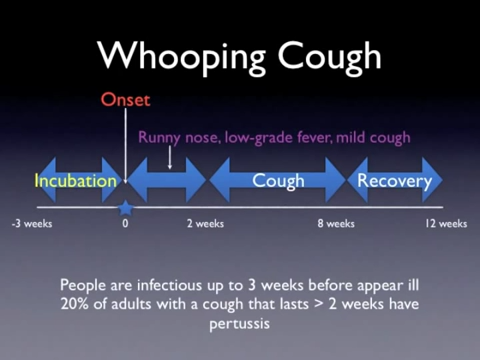 Whooping Cough
Onset
Runny nose, low-grade fever, mild cough
Incubation Cough Recovery
-3 weeks 0 2 weeks 8 weeks 12 weeks
People are infectious up to 3 weeks before appear ill
20% of adults with a cough that lasts > 2 weeks have
pertussis